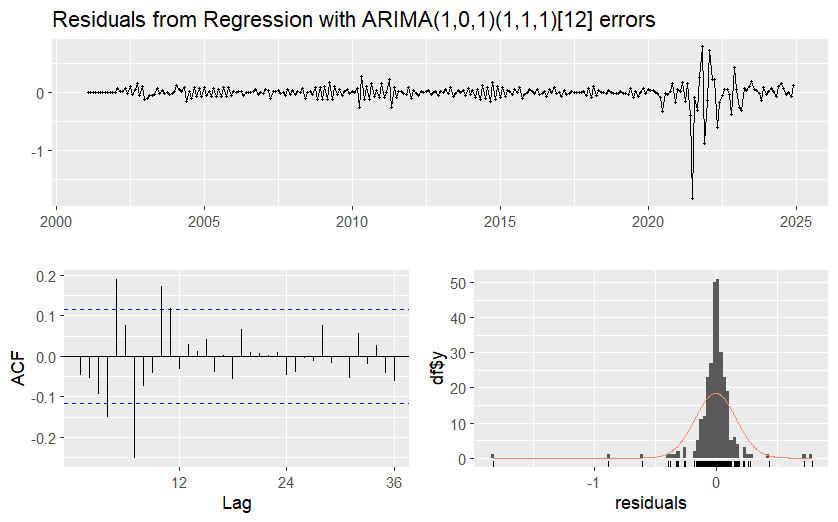 Residuals from Regression with ARIMA(1,0,1)(1,1,1)[12] errors
0
-1
2000 2005 2010 2015 2020 2025
0.2
0.1
0.0
-0.1
-0.2
ACF
12 24 36
Lag
50
40
30
20
10
0
df$y
-1 0
residuals